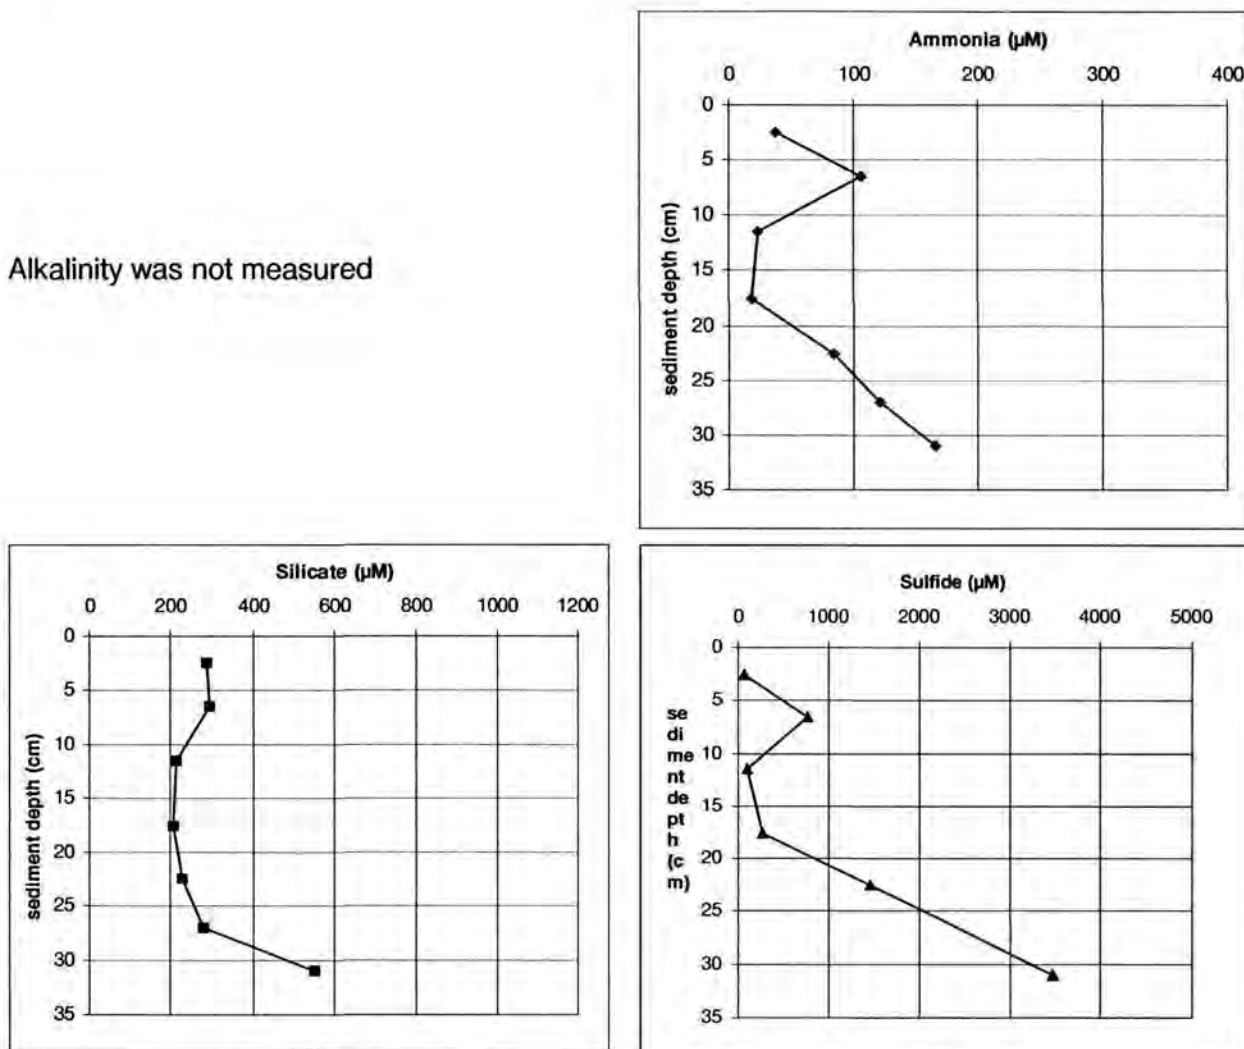 Ammonia (µM)
0 100 200 300 400
0
5
10
15
20
25
30
35
sediment depth (cm)
Alkalinity was not measured
Silicate (µM)
0 200 400 600 800 1000 1200
0
5
10
15
20
25
30
35
sediment depth (cm)
Sulfide (µM)
0 1000 2000 3000 4000 5000
0
5
10
15
20
25
30
35
se
di
me
nt
de
pt
h
(c
m)